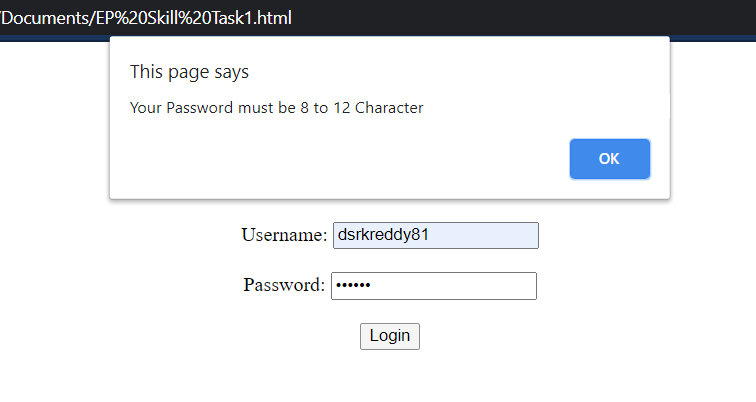 /Documents/EP%20Skill%20Task1.html
This page says
Your Password must be 8 to 12 Character
OK
Username: dsrkreddy81
Password: ••••••
Login